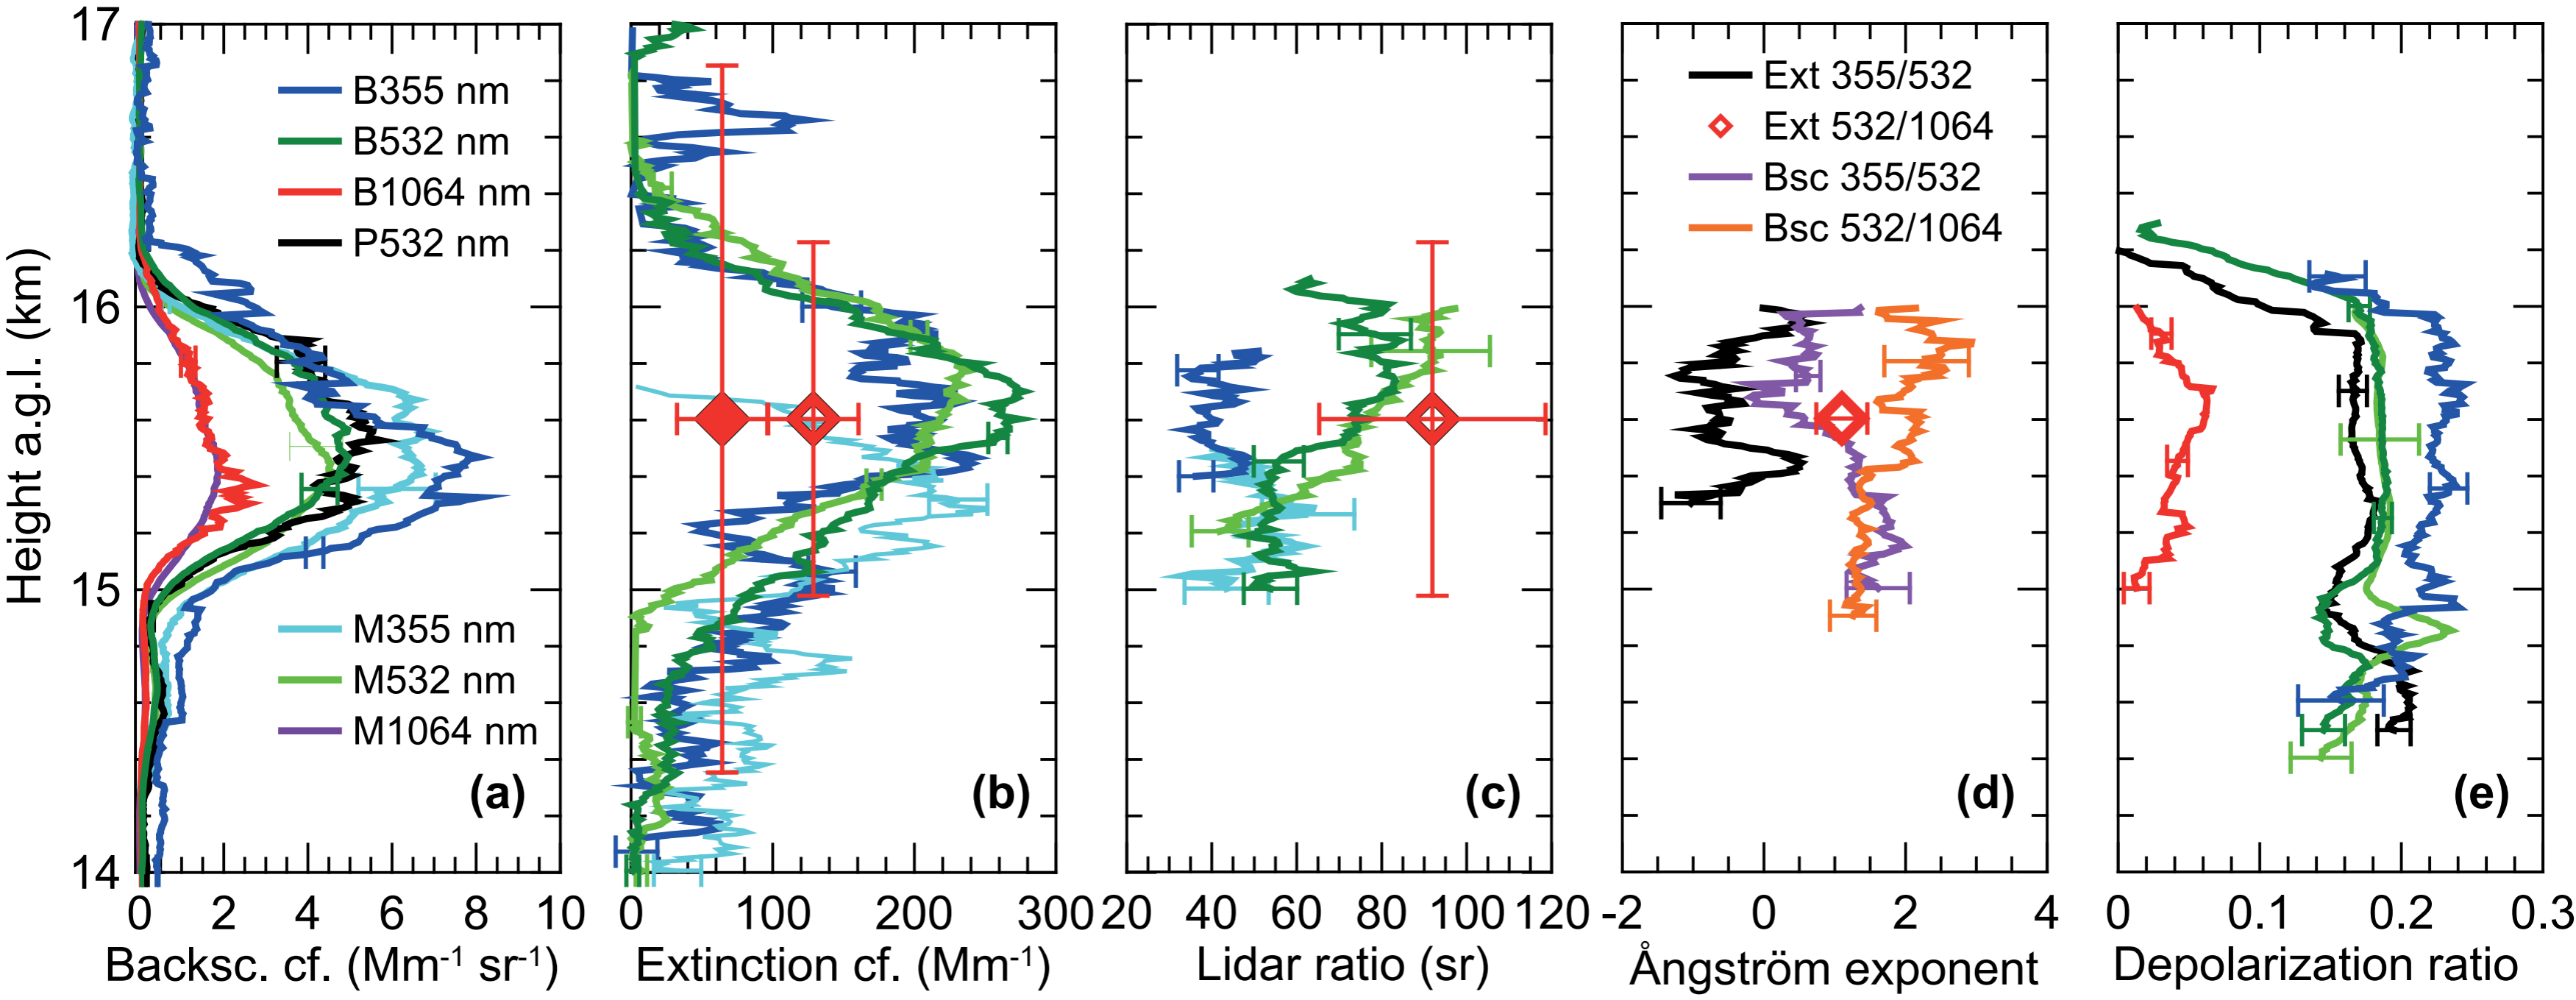 17
16
15
14
Height a.g.l. (km)
B355 nm
B532 nm
B1064 nm
P532 nm
M355 nm
M532 nm
M1064 nm
(a)
0 2 4 6 8 10
Backsc. cf. (Mm⁻¹ sr⁻¹)
(b)
0 100 200 300
Extinction cf. (Mm⁻¹)
(c)
20 40 60 80 100 120
Lidar ratio (sr)
Ext 355/532
Ext 532/1064
Bsc 355/532
Bsc 532/1064
(d)
-2 0 2 4
Ångström exponent
(e)
0 0.1 0.2 0.3
Depolarization ratio